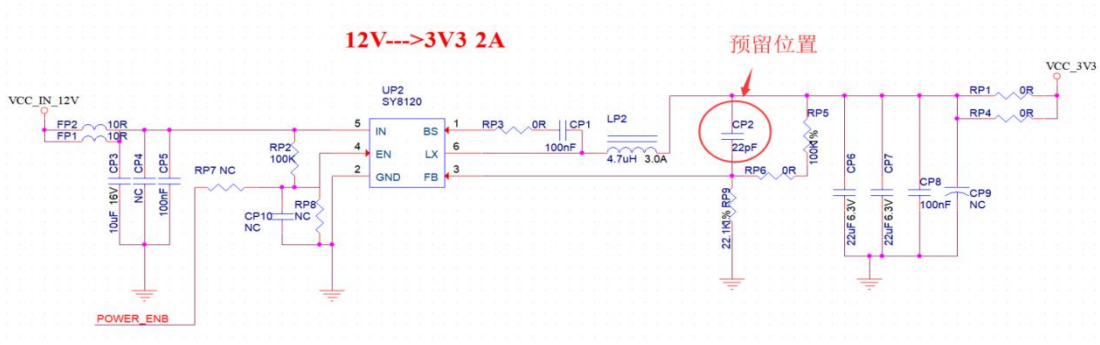 12V--->3V3 2A
预留位置
VCC_3V3
VCC_IN_12V
FP2 10R
FP1 10R
CP3
10uF 16V
CP4
NC
CP5
100nF
RP2
100K
RP7 NC
CP10
NC
RP8
NC
POWER_ENB
UP2
SY8120
5 IN BS 1
4 EN LX 6
2 GND FB 3
RP3 0R
CP1
100nF
LP2
4.7uH 3.0A
CP2
22pF
RP5
100K1%
RP6 0R
RP9
22.1K1%
CP6
22uF 6.3V
CP7
22uF 6.3V
CP8
100nF
CP9
NC
RP1 0R
RP4 0R